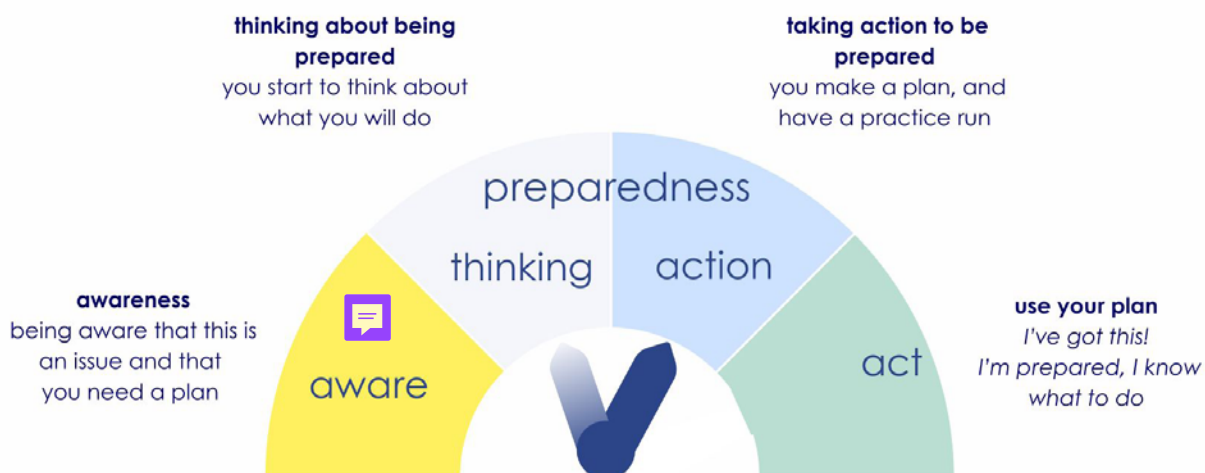 thinking about being
prepared
you start to think about
what you will do
taking action to be
prepared
you make a plan, and
have a practice run
preparedness
thinking
action
awareness
being aware that this is
an issue and that
you need a plan
aware
act
use your plan
I've got this!
I'm prepared, I know
what to do